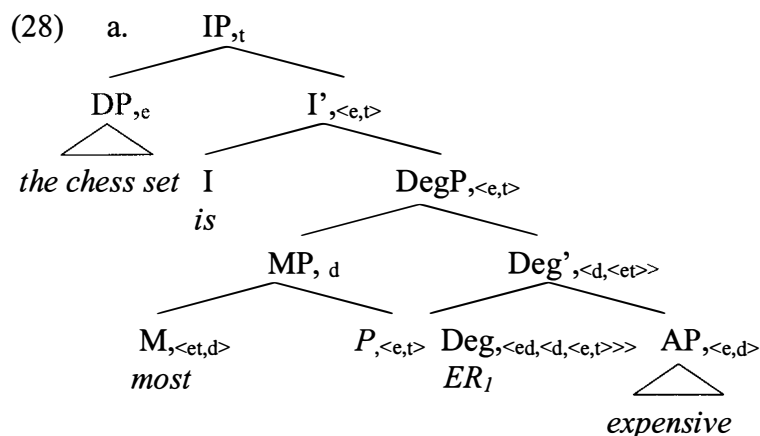 (28) a. IP,t
DP,e I’,<e,t>
the chess set I DegP,<e,t>
is
MP, d Deg’,<d,<et>>
M,<et,d> P,<e,t> Deg,<ed,<d,<e,t>>> AP,<e,d>
most ER1
expensive